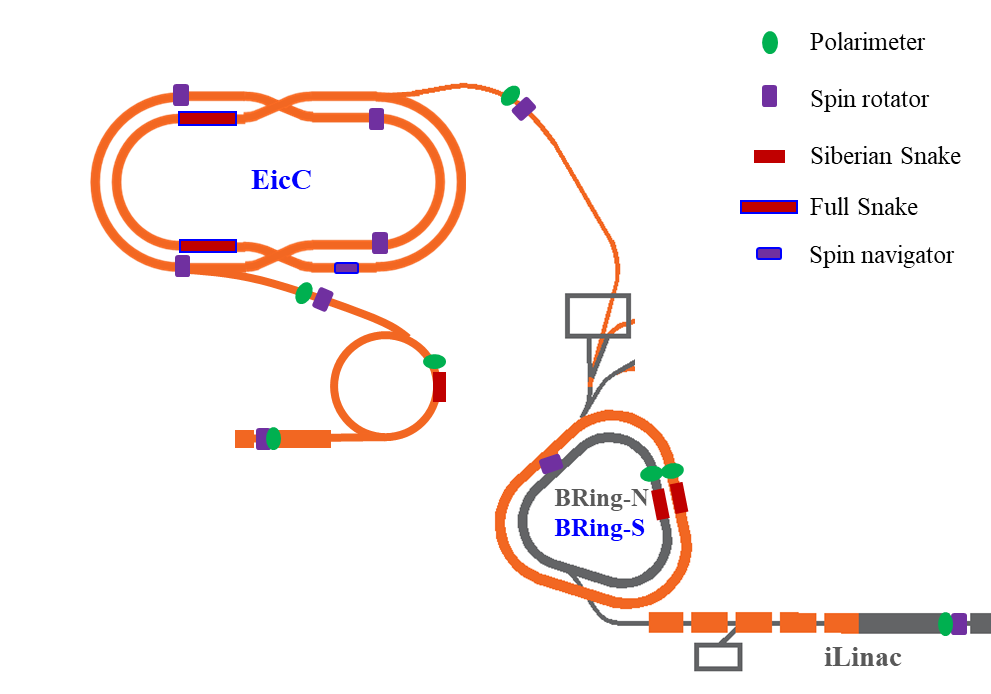 Polarimeter
Spin rotator
Siberian Snake
Full Snake
Spin navigator
EicC
BRing-N
BRing-S
iLinac